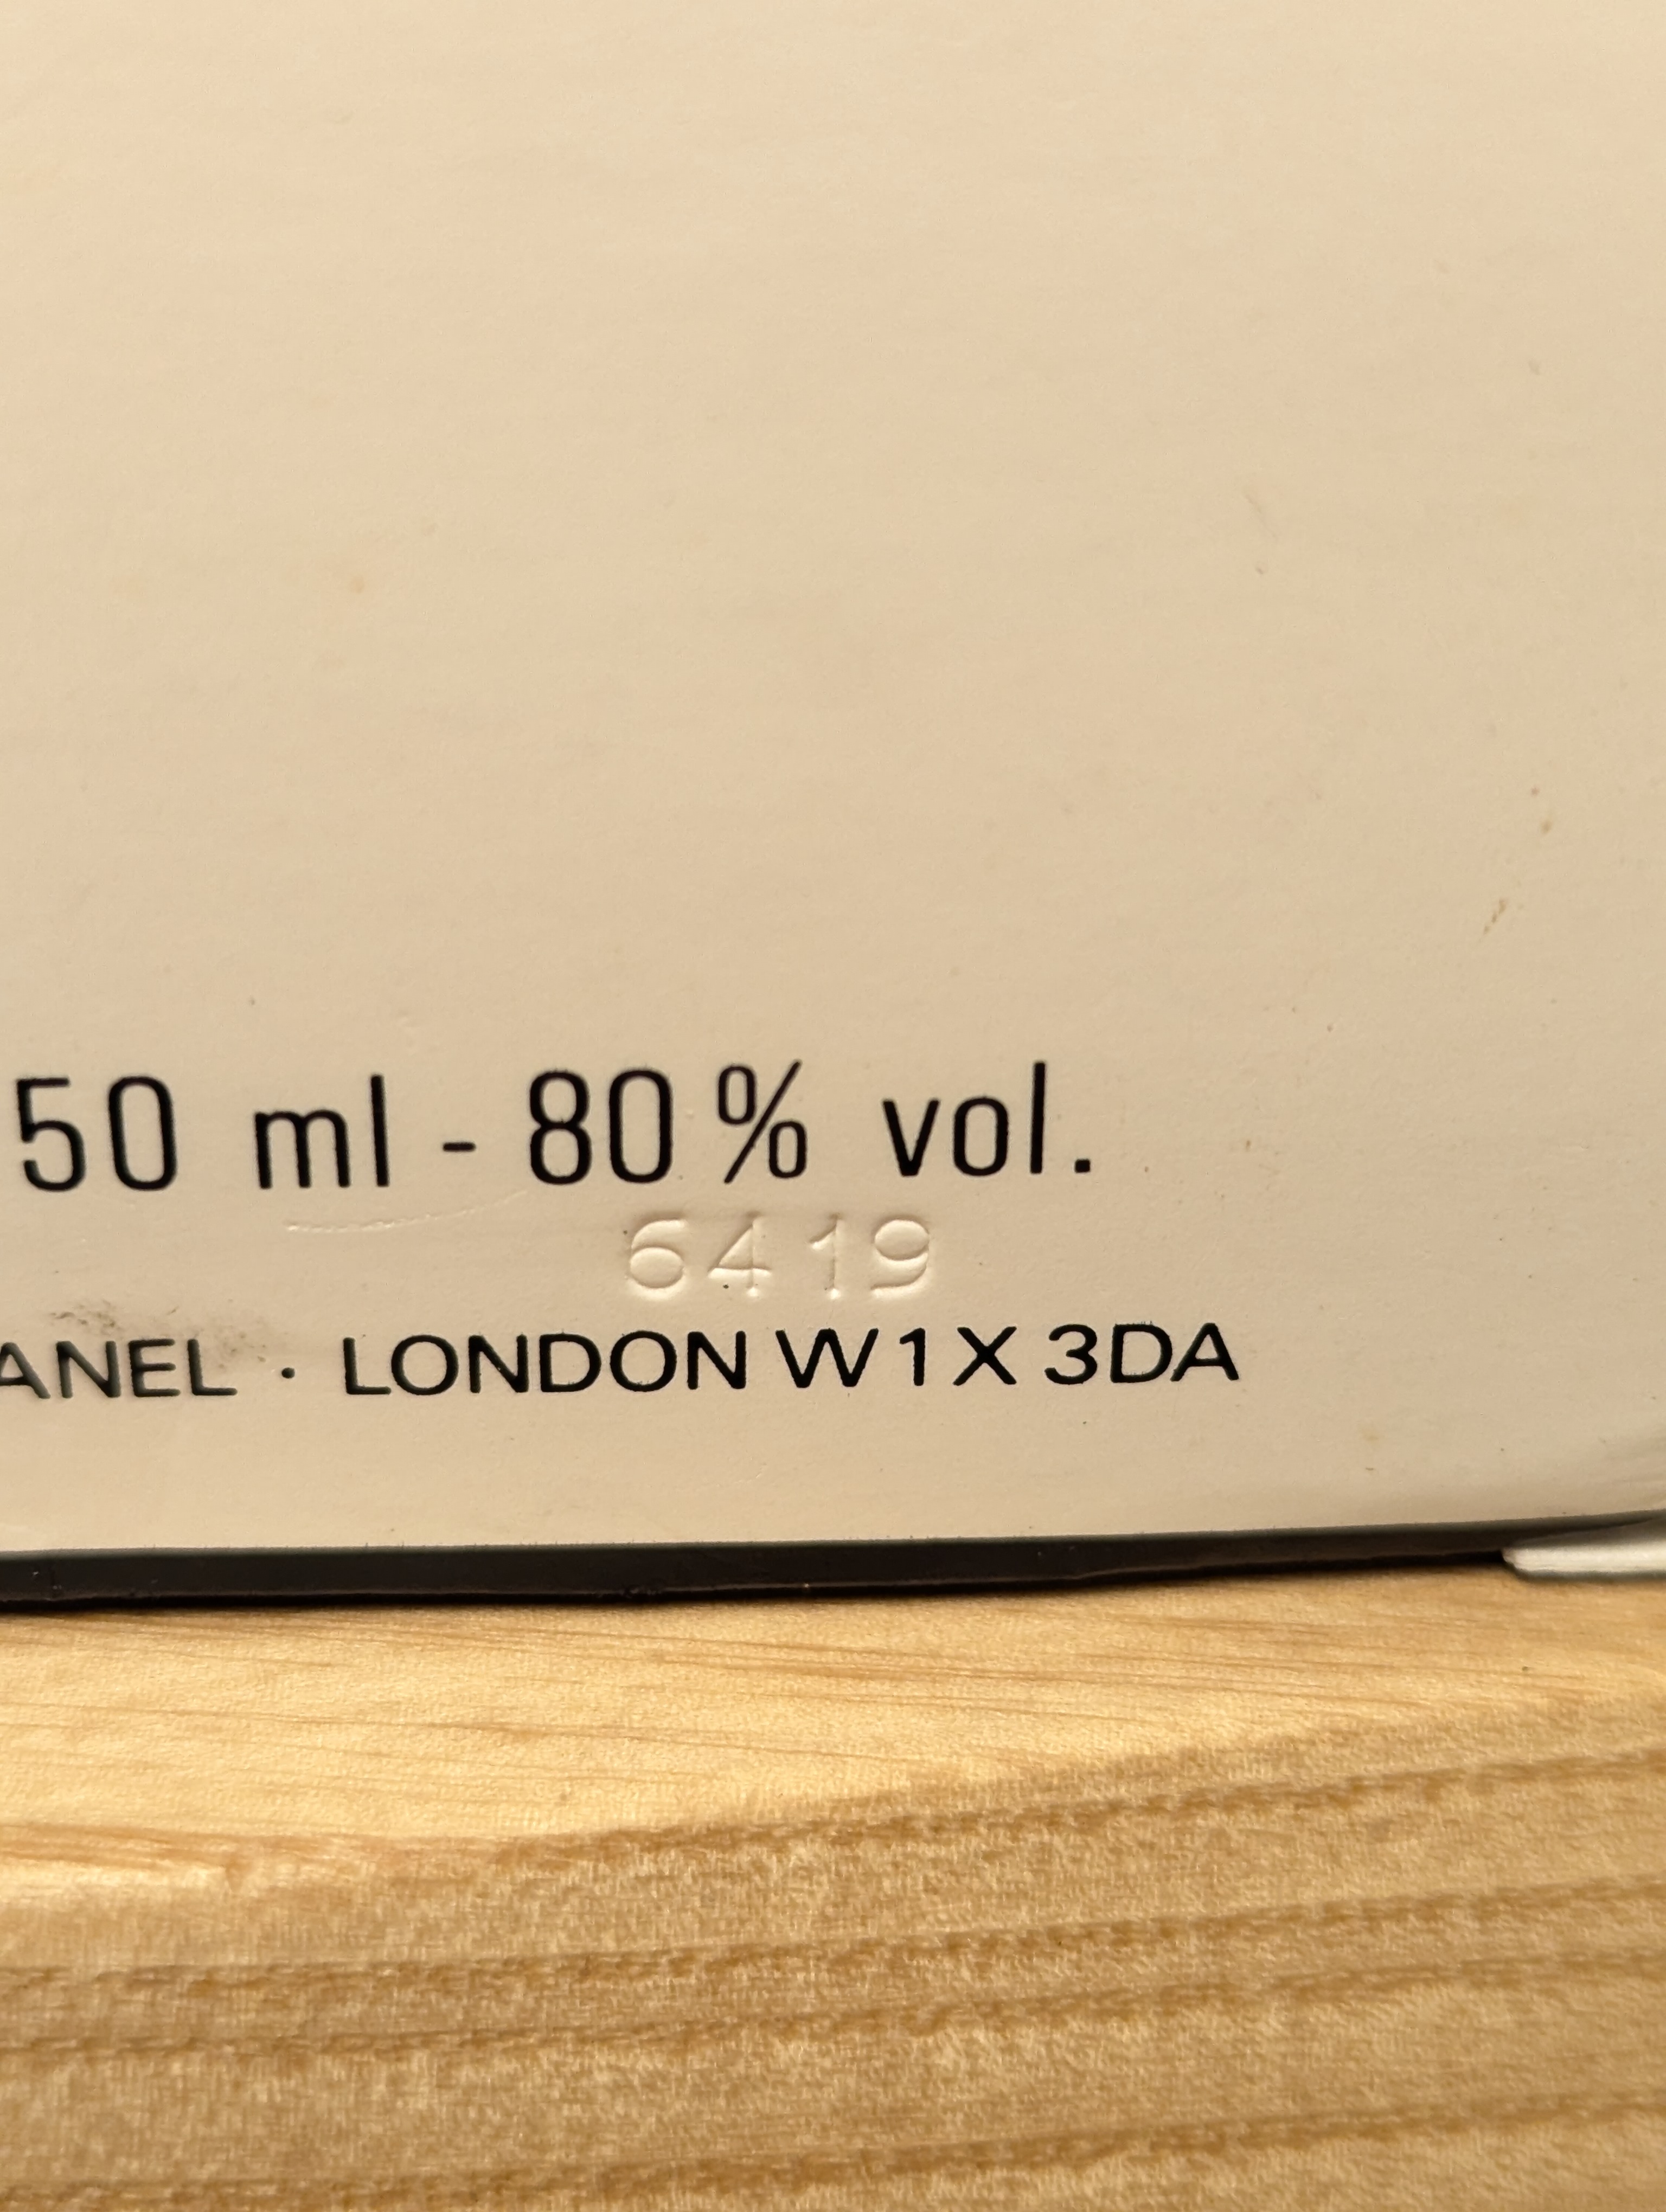 50 ml - 80% vol.
6419
ANEL · LONDON W1X 3DA